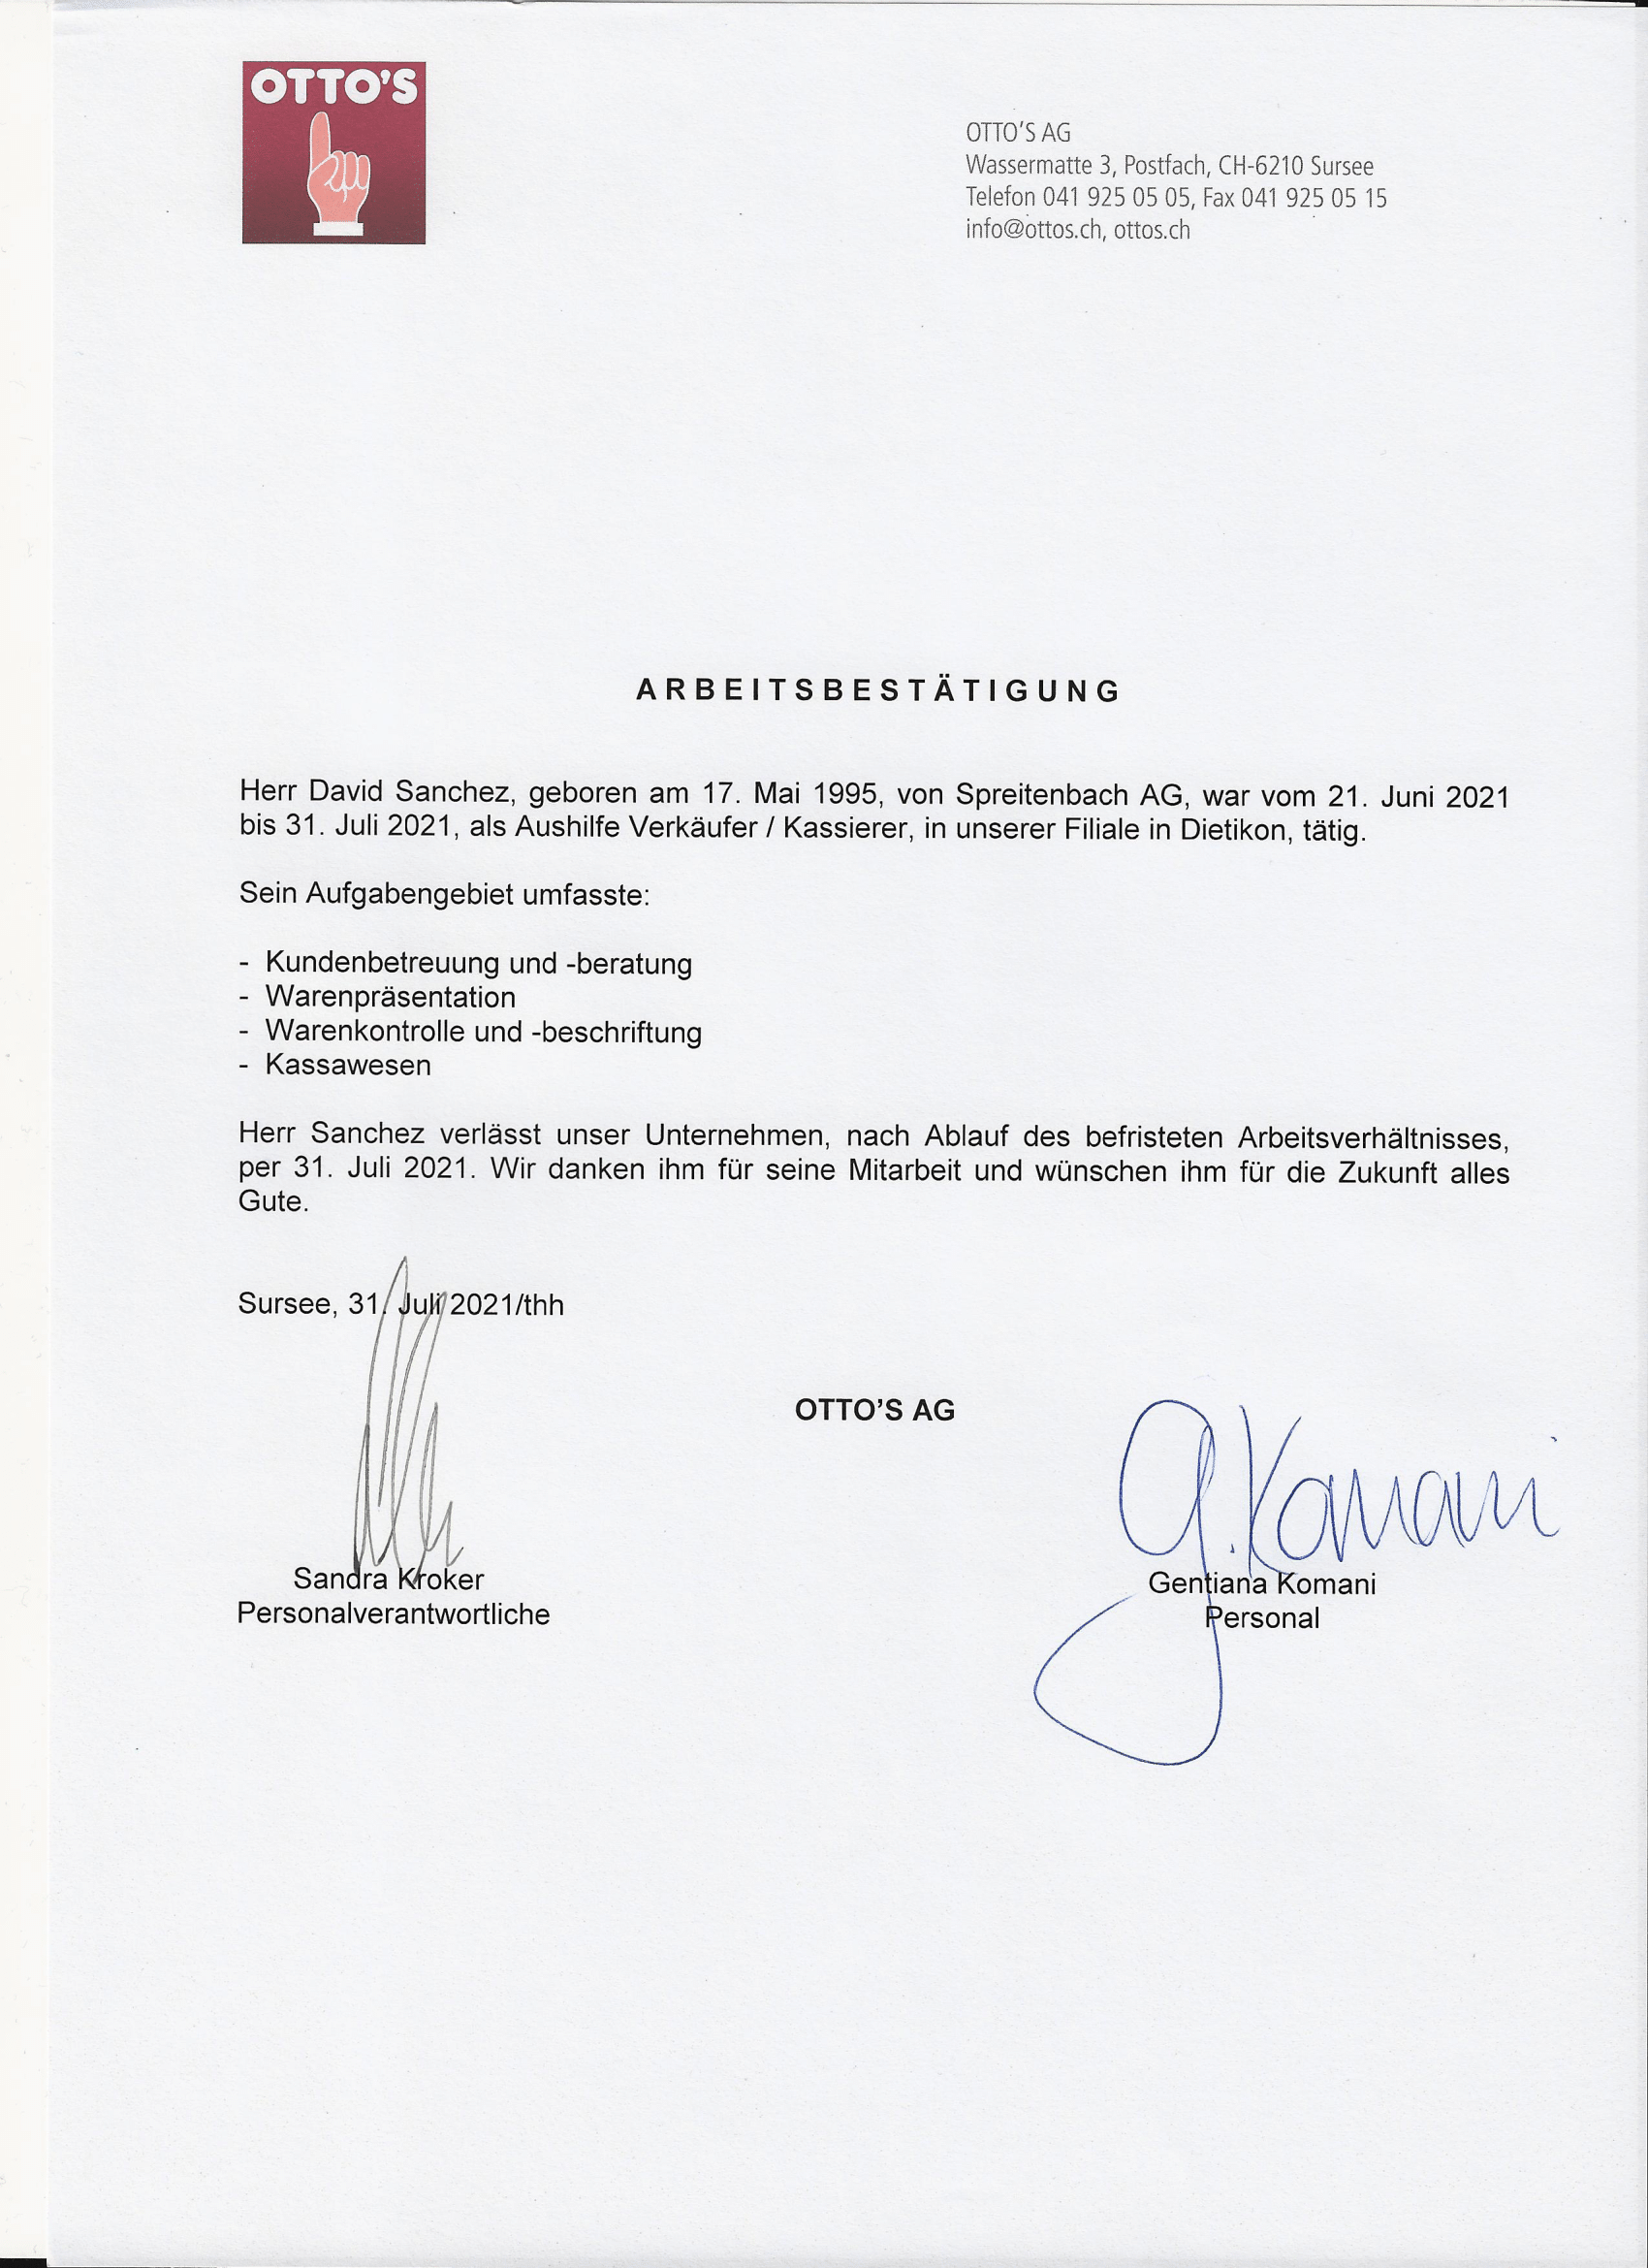 OTTO'S
OTTO'S AG
Wassermatte 3, Postfach, CH-6210 Sursee
Telefon 041 925 05 05, Fax 041 925 05 15
info@ottos.ch, ottos.ch
ARBEITSBESTÄTIGUNG
Herr David Sanchez, geboren am 17. Mai 1995, von Spreitenbach AG, war vom 21. Juni 2021
bis 31. Juli 2021, als Aushilfe Verkäufer / Kassierer, in unserer Filiale in Dietikon, tätig.
Sein Aufgabengebiet umfasste:
- Kundenbetreuung und -beratung
- Warenpräsentation
- Warenkontrolle und -beschriftung
- Kassawesen
Herr Sanchez verlässt unser Unternehmen, nach Ablauf des befristeten Arbeitsverhältnisses,
per 31. Juli 2021. Wir danken ihm für seine Mitarbeit und wünschen ihm für die Zukunft alles
Gute.
Sursee, 31. Juli 2021/thh
OTTO'S AG
G. Komani
Sandra Kroker
Personalverantwortliche
Gentiana Komani
Personal